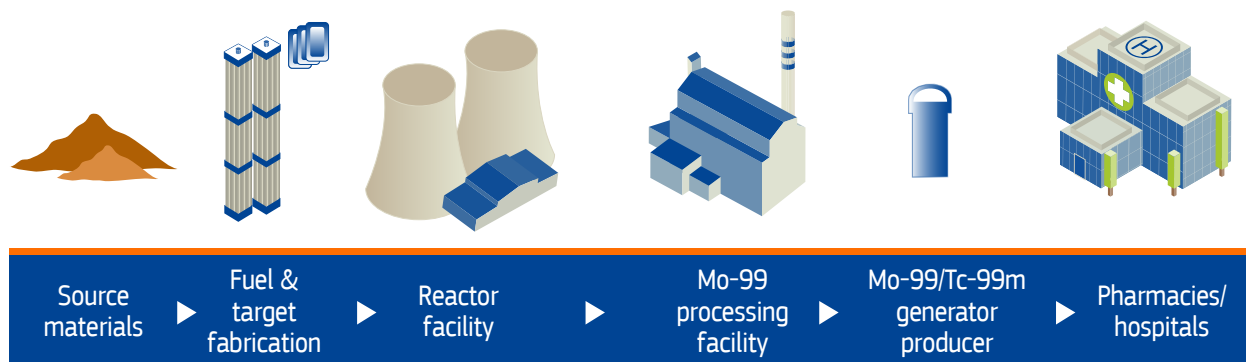 Source
materials
Fuel &
target
fabrication
Reactor
facility
Mo-99
processing
facility
Mo-99/Tc-99m
generator
producer
Pharmacies/
hospitals
H